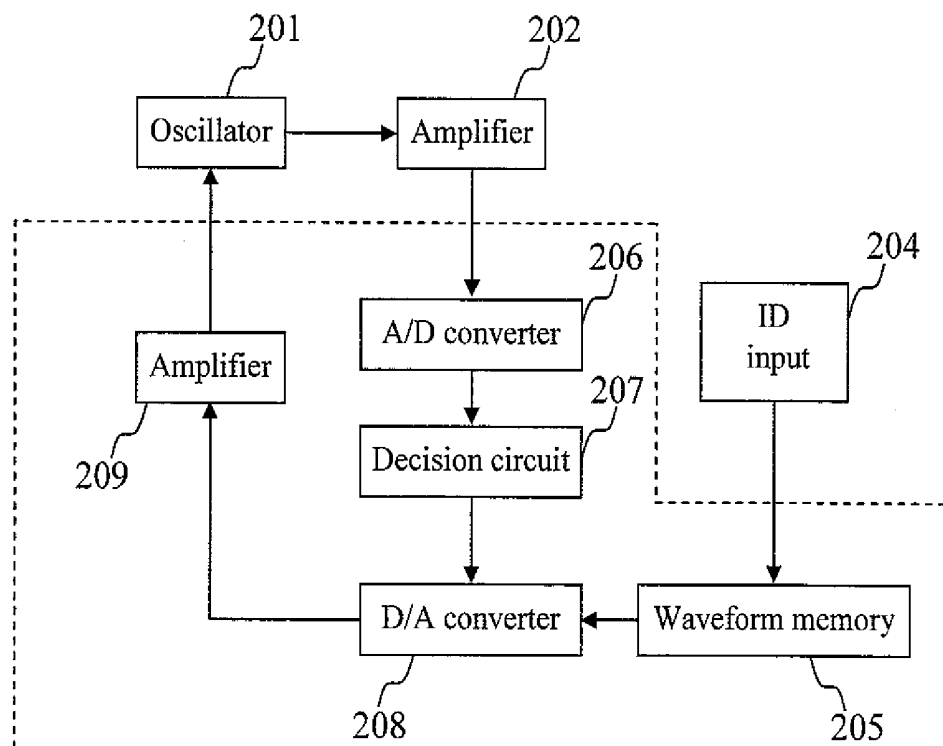 201
202
Oscillator
Amplifier
206
204
A/D converter
ID
input
Amplifier
207
209
Decision circuit
D/A converter
Waveform memory
208
205